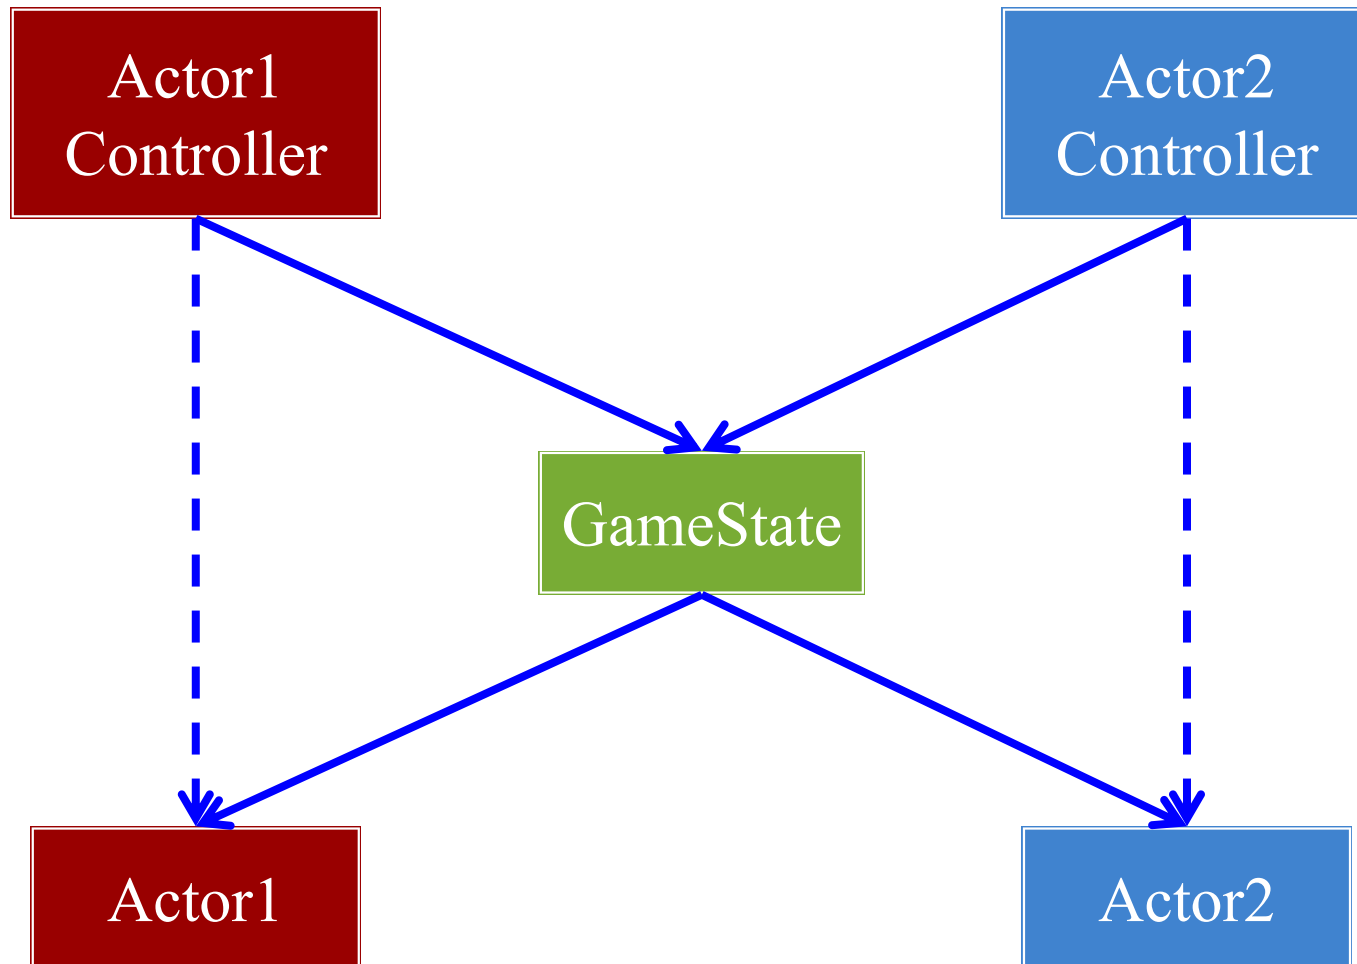 Actor1
Controller
Actor2
Controller
GameState
Actor1
Actor2